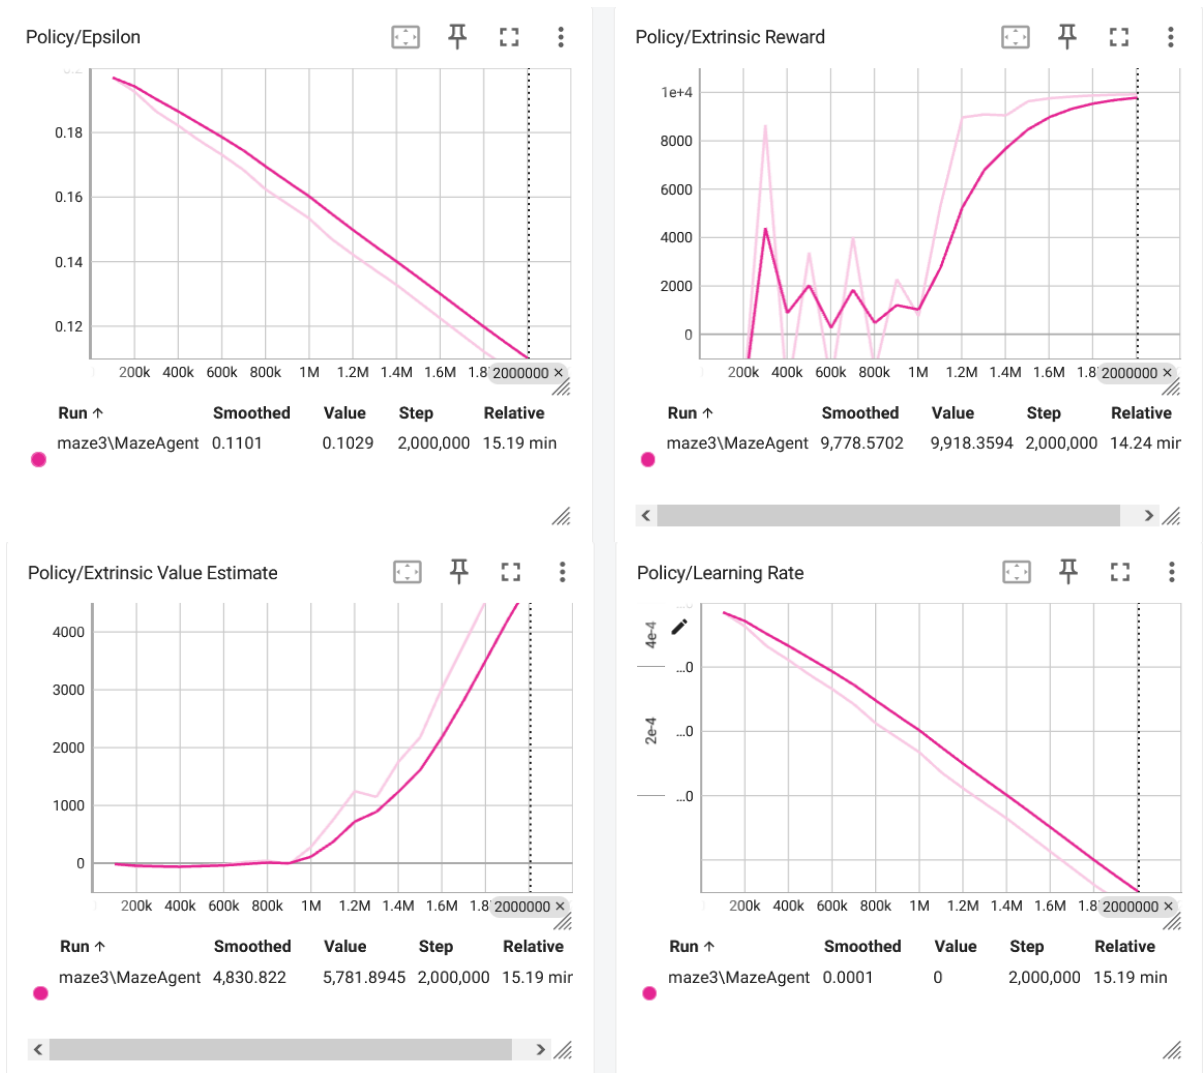 Policy/Epsilon
0.2
0.18
0.16
0.14
0.12
200k 400k 600k 800k 1M 1.2M 1.4M 1.6M 1.8 2000000 ×
Run ↑ Smoothed Value Step Relative
maze3\MazeAgent 0.1101 0.1029 2,000,000 15.19 min
Policy/Extrinsic Reward
1e+4
8000
6000
4000
2000
0
200k 400k 600k 800k 1M 1.2M 1.4M 1.6M 1.8 2000000 ×
Run ↑ Smoothed Value Step Relative
maze3\MazeAgent 9,778.5702 9,918.3594 2,000,000 14.24 mir
Policy/Extrinsic Value Estimate
4000
3000
2000
1000
0
200k 400k 600k 800k 1M 1.2M 1.4M 1.6M 1.8 2000000 ×
Run ↑ Smoothed Value Step Relative
maze3\MazeAgent 4,830.822 5,781.8945 2,000,000 15.19 mir
Policy/Learning Rate
...0
4e-4
...0
2e-4
...0
...0
200k 400k 600k 800k 1M 1.2M 1.4M 1.6M 1.8 2000000 ×
Run ↑ Smoothed Value Step Relative
maze3\MazeAgent 0.0001 0 2,000,000 15.19 min